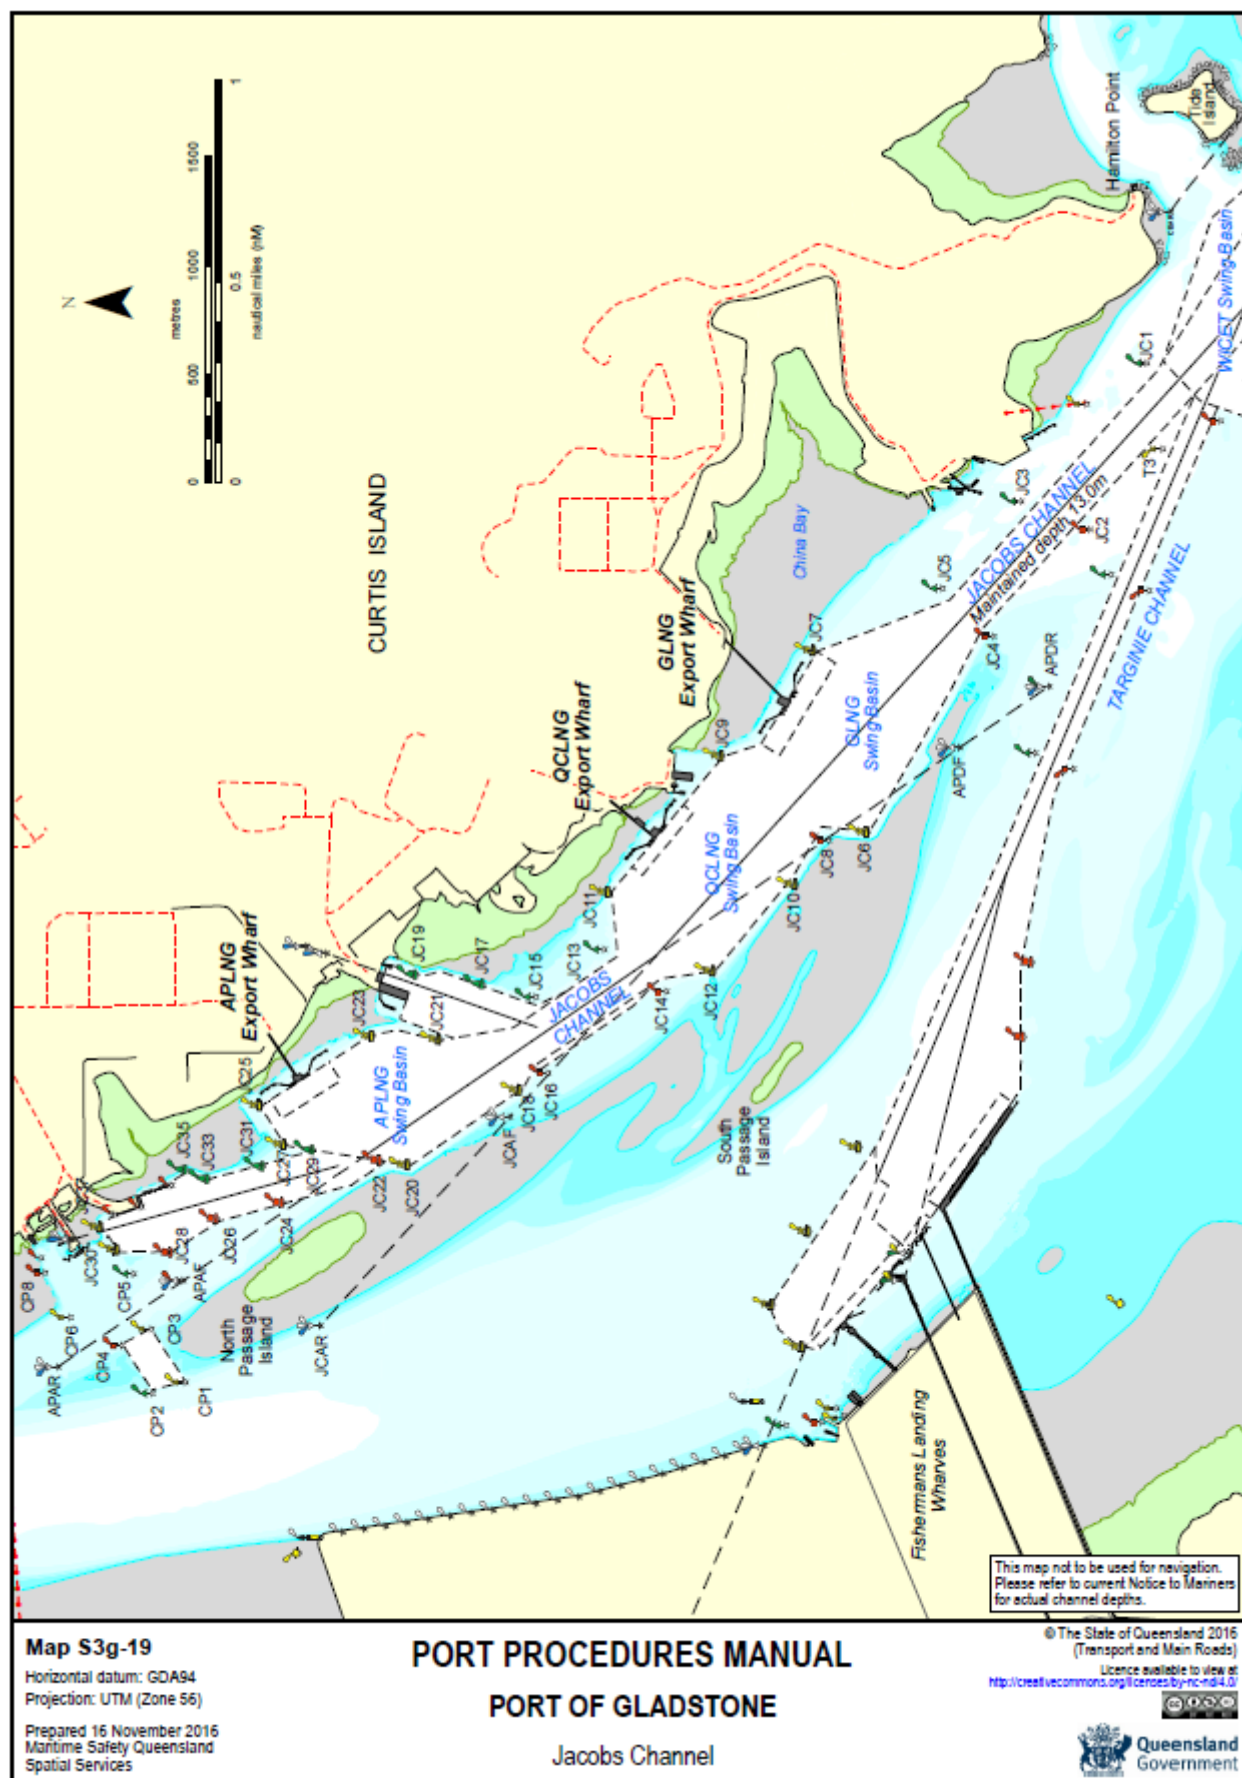 N
metres
0
500
1000
1500
0
0.5
1
nautical miles (nM)
CURTIS ISLAND
Hamilton Point
Tide
Island
WICET Swing Basin
JC1
T3
JC3
JC2
JACOBS CHANNEL
Maintained depth 13.0m
TARGINIE CHANNEL
China Bay
JC5
JC4
APDR
APDF
JC7
GLNG
Export Wharf
GLNG
Swing Basin
JC9
QCLNG
Export Wharf
QCLNG
Swing Basin
JC8
JC6
JC10
JC11
JC13
JC12
JC14
JACOBS
CHANNEL
JC15
JC17
JC19
JC21
JC23
APLNG
Export Wharf
APLNG
Swing Basin
JC25
JC16
JC18
JCAF
South
Passage
Island
JC31
JC27
JC29
JC35
JC33
JC22
JC20
JC24
JC26
JC28
JC30
APAF
CP8
CP6
CP5
CP4
CP3
CP2
CP1
APAR
North
Passage
Island
JCAR
Fishermans Landing
Wharves
This map not to be used for navigation.
Please refer to current Notice to Mariners
for actual channel depths.
Map S3g-19
Horizontal datum: GDA94
Projection: UTM (Zone 56)
Prepared 16 November 2016
Maritime Safety Queensland
Spatial Services
PORT PROCEDURES MANUAL
PORT OF GLADSTONE
Jacobs Channel
© The State of Queensland 2016
(Transport and Main Roads)
Licence available to view at
http://creativecommons.org/licenses/by-nc-nd/4.0/
Queensland
Government